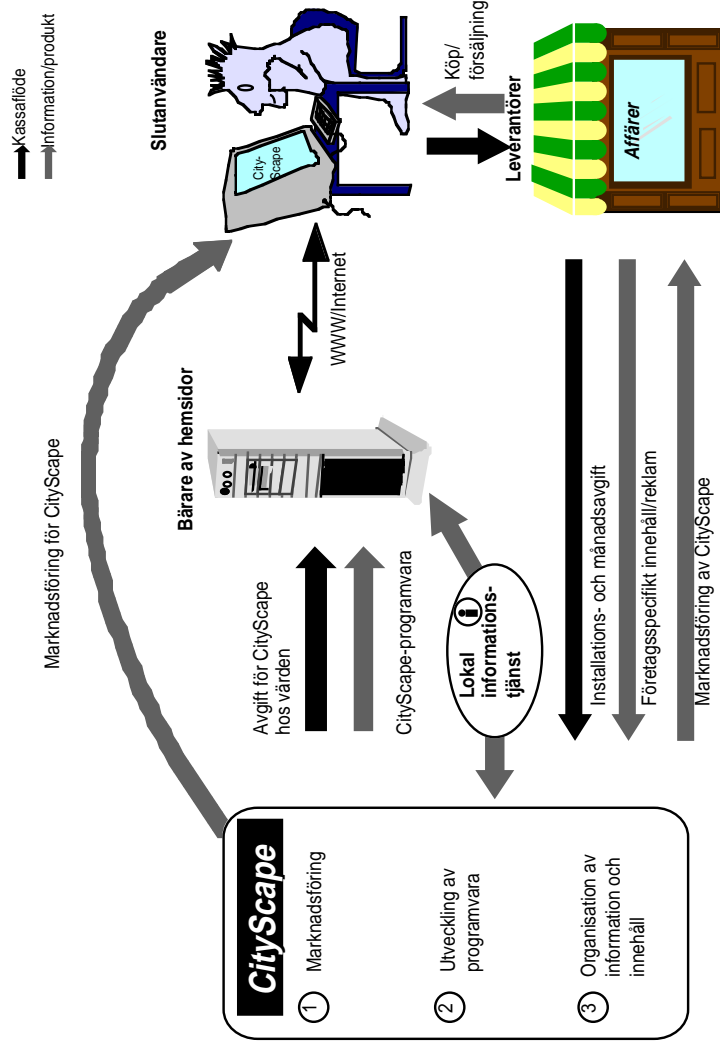 Kassaflöde
Information/produkt
Marknadsföring för CityScape
Slutanvändare
City-
Scape
Bärare av hemsidor
WWW/Internet
Köp/
försäljning
Leverantörer
Affärer
Avgift för CityScape
hos värden
CityScape-programvara
Lokal
informations-
tjänst
CityScape
1 Marknadsföring
2 Utveckling av
programvara
3 Organisation av
information och
innehåll
Installations- och månadsavgift
Företagsspecifikt innehåll/reklam
Marknadsföring av CityScape